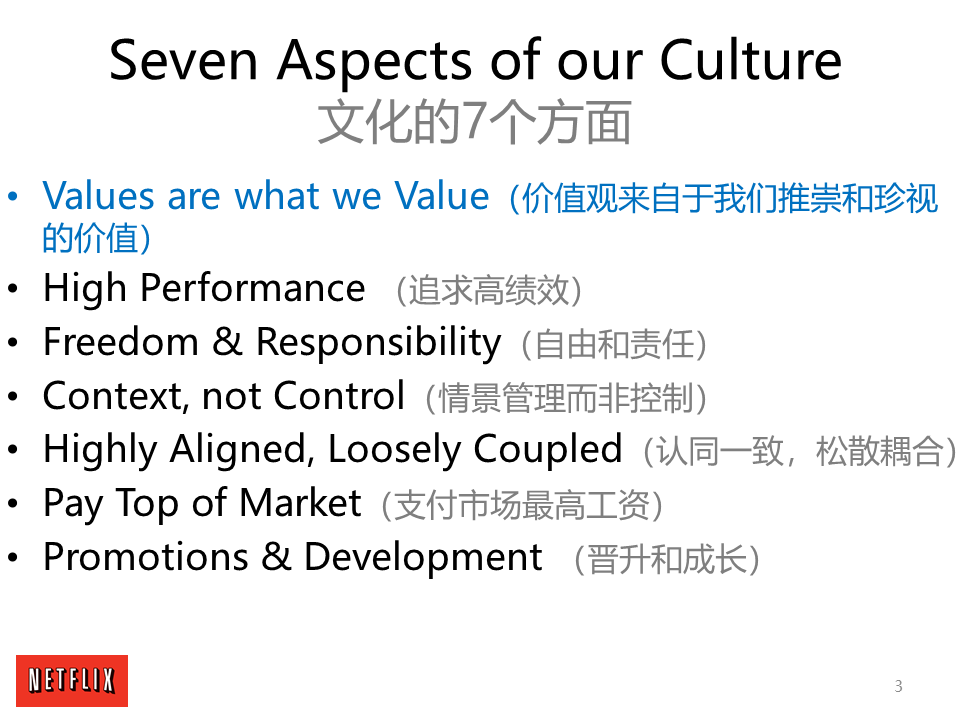 Seven Aspects of our Culture
文化的7个方面
• Values are what we Value（价值观来自于我们推崇和珍视
的价值）
• High Performance （追求高绩效）
• Freedom & Responsibility（自由和责任）
• Context, not Control（情景管理而非控制）
• Highly Aligned, Loosely Coupled（认同一致，松散耦合）
• Pay Top of Market（支付市场最高工资）
• Promotions & Development （晋升和成长）
NETFLIX
3